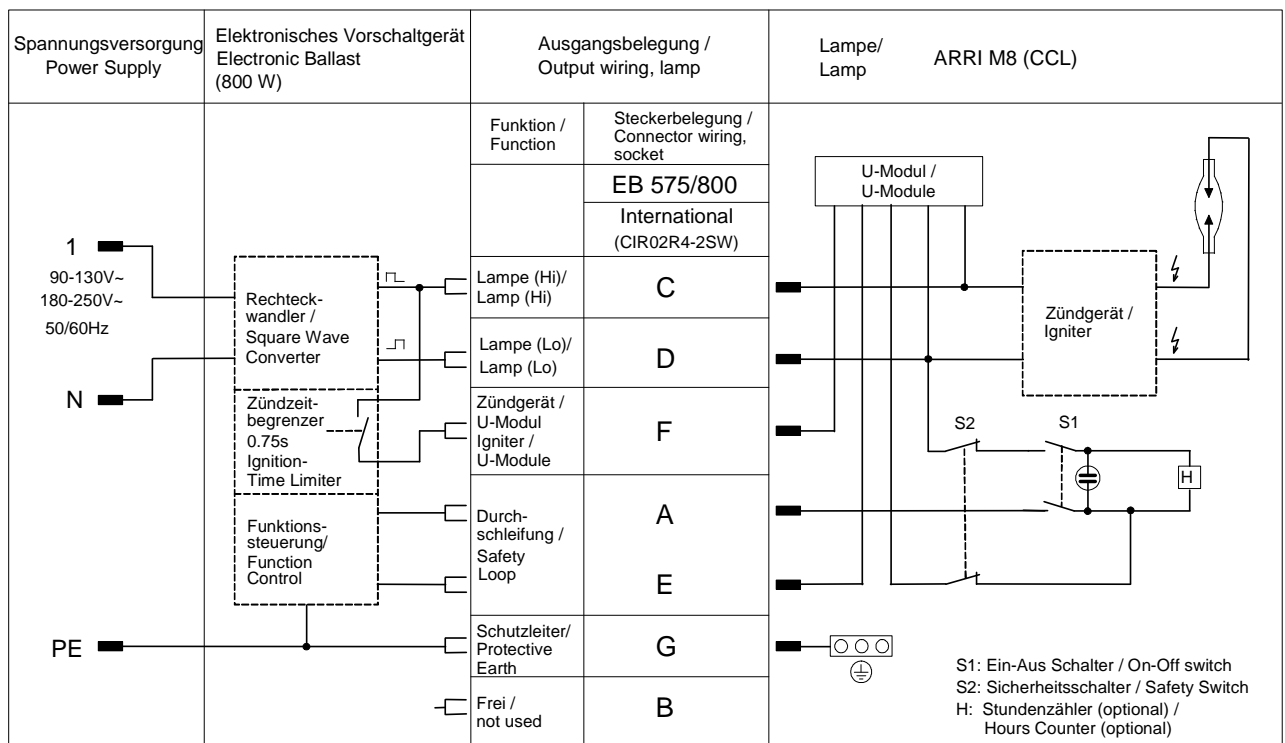 Spannungsversorgung
Power Supply
Elektronisches Vorschaltgerät
Electronic Ballast
(800 W)
Ausgangsbelegung /
Output wiring, lamp
Lampe/
Lamp
ARRI M8 (CCL)
Funktion /
Function
Steckerbelegung /
Connector wiring,
socket
EB 575/800
International
(CIR02R4-2SW)
1
90-130V~
180-250V~
50/60Hz
N
PE
Rechteck-
wandler /
Square Wave
Converter
Zündzeit-
begrenzer
0.75s
Ignition-
Time Limiter
Funktions-
steuerung/
Function
Control
Lampe (Hi)/
Lamp (Hi)
C
Lampe (Lo)/
Lamp (Lo)
D
Zündgerät /
U-Modul
Igniter /
U-Module
F
Durch-
schleifung /
Safety
Loop
A
E
Schutzleiter/
Protective
Earth
G
Frei /
not used
B
U-Modul /
U-Module
Zündgerät /
Igniter
S2
S1
H
S1: Ein-Aus Schalter / On-Off switch
S2: Sicherheitsschalter / Safety Switch
H: Stundenzähler (optional) /
Hours Counter (optional)